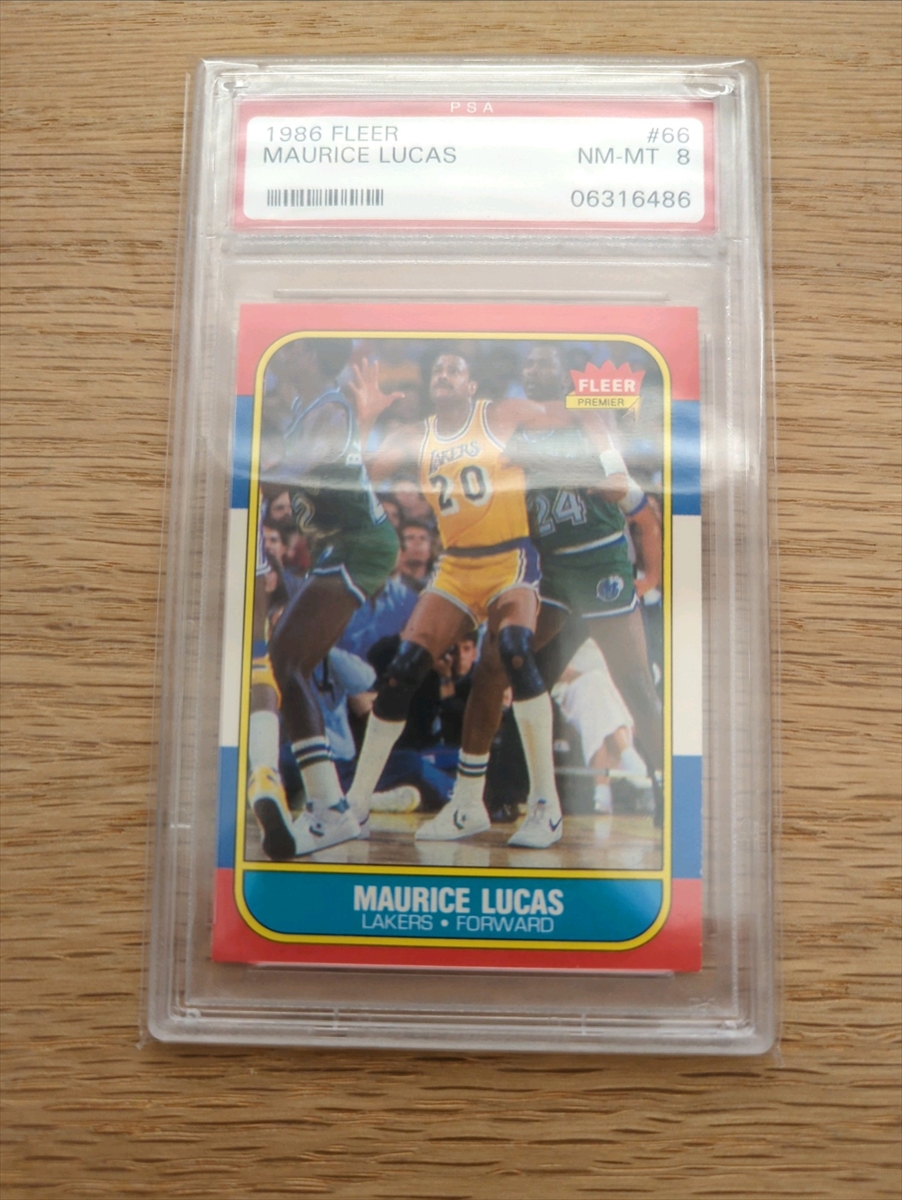 PSA
1986 FLEER #66
MAURICE LUCAS NM-MT 8
06316486
FLEER
PREMIER
LAKERS
20
24
MAURICE LUCAS
LAKERS • FORWARD